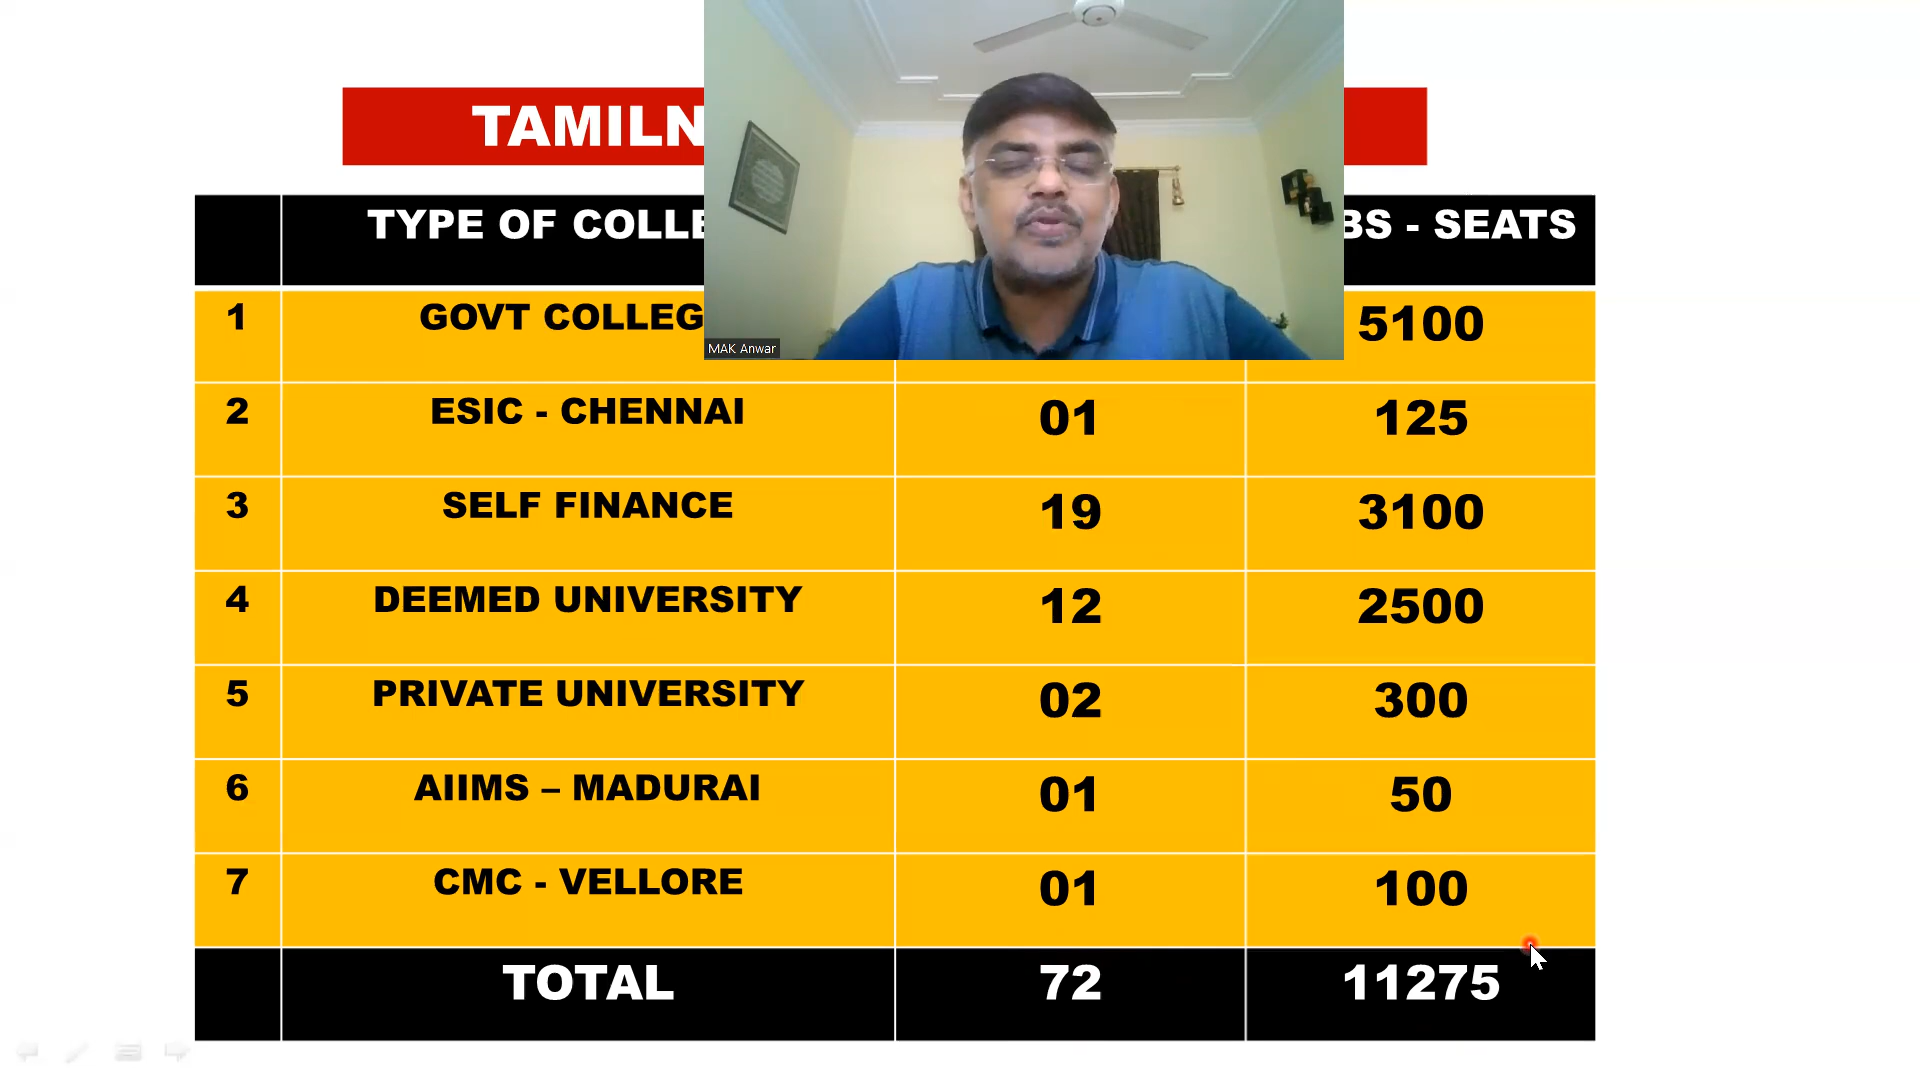 TAMILN
TYPE OF COLLE BS - SEATS
1 GOVT COLLEG 5100
2 ESIC - CHENNAI 01 125
3 SELF FINANCE 19 3100
4 DEEMED UNIVERSITY 12 2500
5 PRIVATE UNIVERSITY 02 300
6 AIIMS – MADURAI 01 50
7 CMC - VELLORE 01 100
TOTAL 72 11275
MAK Anwar